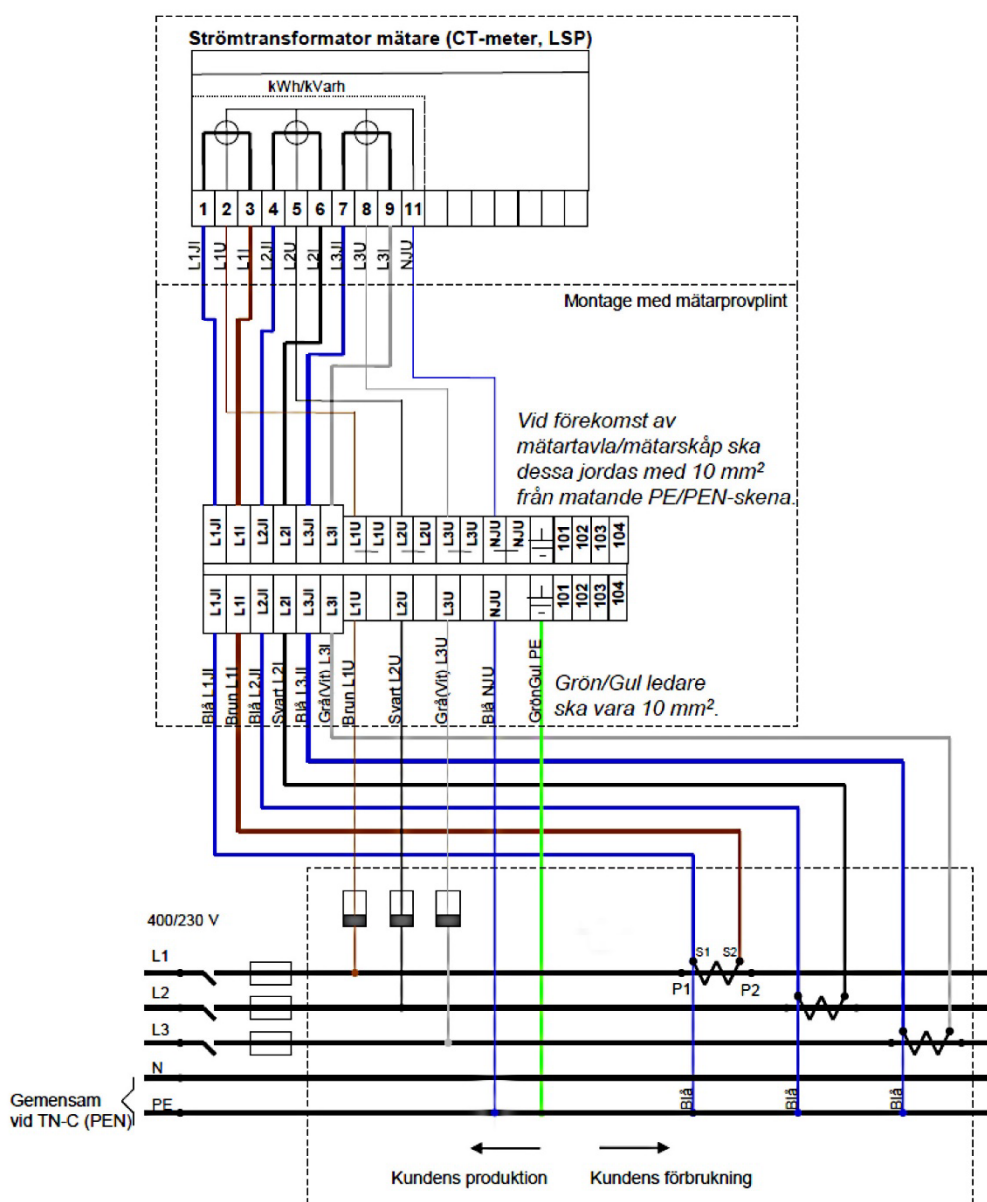 Strömtransformator mätare (CT-meter, LSP)
kWh/kVarh
1 2 3 4 5 6 7 8 9 11
L1JI L1U L1I L2JI L2U L2I L3JI L3U L3I NJU
Montage med mätarprovplint
Vid förekomst av
mätartavla/mätarskåp ska
dessa jordas med 10 mm²
från matande PE/PEN-skena.
L1JI L1I L2JI L2I L3JI L3I L1U L1U L2U L2U L3U L3U NJU NJU 101 102 103 104
L1JI L1I L2JI L2I L3JI L3I L1U L2U L3U NJU 101 102 103 104
Blå L1JI Brun L1I Blå L2JI Svart L2I Blå L3JI Grå(Vit) L3I Brun L1U Svart L2U Grå(Vit) L3U Blå NJU GrönGul PE
Grön/Gul ledare
ska vara 10 mm².
400/230 V
L1
S1 S2
P1 P2
L2
L3
N
PE
Gemensam
vid TN-C (PEN)
Blå Blå Blå
Kundens produktion Kundens förbrukning